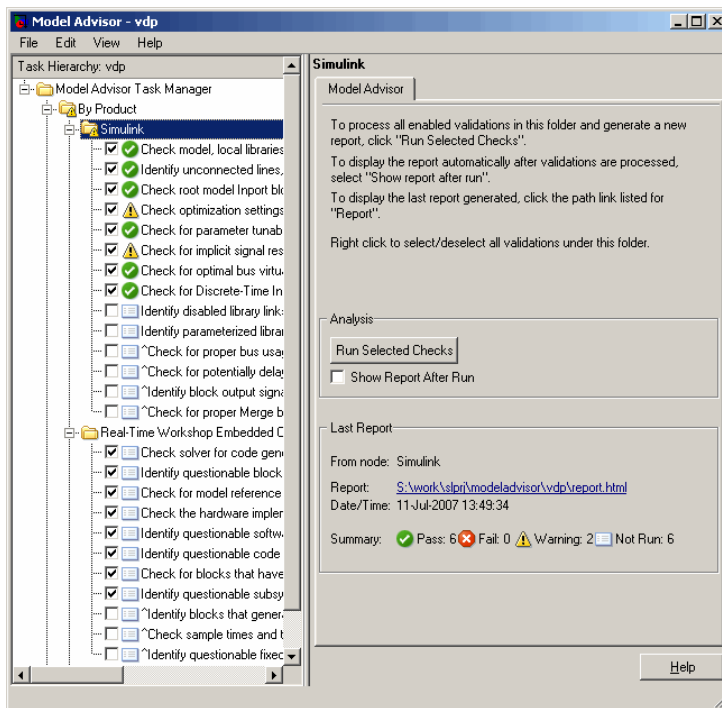 Model Advisor - vdp
File Edit View Help
Task Hierarchy: vdp
Model Advisor Task Manager
By Product
Simulink
Check model, local libraries
Identify unconnected lines,
Check root model Inport blo
Check optimization settings
Check for parameter tunab
Check for implicit signal res
Check for optimal bus virtu
Check for Discrete-Time In
Identify disabled library link
Identify parameterized librar
^Check for proper bus usag
^Check for potentially delay
^Identify block output signa
^Check for proper Merge b
Real-Time Workshop Embedded C
Check solver for code gene
Identify questionable block
Check for model reference
Check the hardware implem
Identify questionable softw
Identify questionable code
Check for blocks that have
Identify questionable subsy
^Identify blocks that gener
^Check sample times and t
^Identify questionable fixed
Simulink
Model Advisor
To process all enabled validations in this folder and generate a new
report, click "Run Selected Checks".
To display the report automatically after validations are processed,
select "Show report after run".
To display the last report generated, click the path link listed for
"Report".
Right click to select/deselect all validations under this folder.
Analysis
Run Selected Checks
Show Report After Run
Last Report
From node: Simulink
Report: S:\work\slprj\modeladvisor\vdp\report.html
Date/Time: 11-Jul-2007 13:49:34
Summary: Pass: 6 Fail: 0 Warning: 2 Not Run: 6
Help